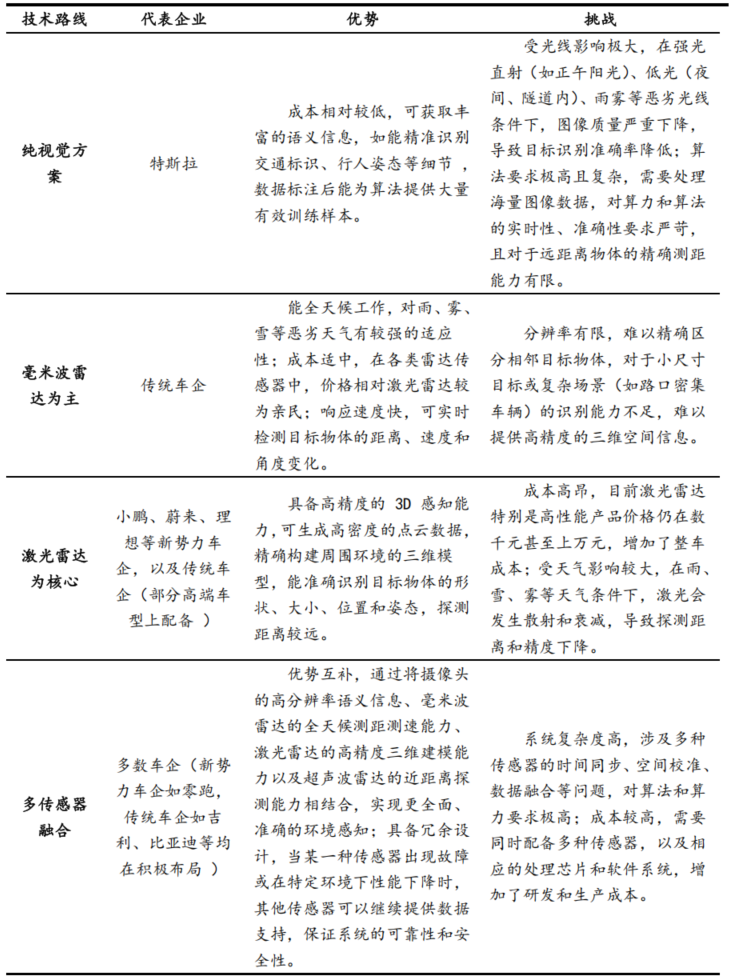 技术路线 代表企业 优势 挑战
纯视觉方
案
特斯拉
成本相对较低，可获取丰
富的语义信息，如能精准识别
交通标识、行人姿态等细节 ，
数据标注后能为算法提供大量
有效训练样本。
受光线影响极大，在强光
直射（如正午阳光）、低光（夜
间、隧道内）、雨雾等恶劣光线
条件下，图像质量严重下降，
导致目标识别准确率降低；算
法要求极高且复杂，需要处理
海量图像数据，对算力和算法
的实时性、准确性要求严苛，
且对于远距离物体的精确测距
能力有限。
毫米波雷
达为主
传统车企
能全天候工作，对雨、雾、
雪等恶劣天气有较强的适应
性；成本适中，在各类雷达传
感器中，价格相对激光雷达较
为亲民；响应速度快，可实时
检测目标物体的距离、速度和
角度变化。
分辨率有限，难以精确区
分相邻目标物体，对于小尺寸
目标或复杂场景（如路口密集
车辆）的识别能力不足，难以
提供高精度的三维空间信息。
激光雷达
为核心
小鹏、蔚来、理
想等新势力车
企，以及传统车
企（部分高端车
型上配备 ）
具备高精度的 3D 感知能
力，可生成高密度的点云数据，
精确构建周围环境的三维模
型，能准确识别目标物体的形
状、大小、位置和姿态，探测
距离较远。
成本高昂，目前激光雷达
特别是高性能产品价格仍在数
千元甚至上万元，增加了整车
成本；受天气影响较大，在雨、
雪、雾等天气条件下，激光会
发生散射和衰减，导致探测距
离和精度下降。
多传感器
融合
多数车企（新势
力车企如零跑，
传统车企如吉
利、比亚迪等均
在积极布局 ）
优势互补，通过将摄像头
的高分辨率语义信息、毫米波
雷达的全天候测距测速能力、
激光雷达的高精度三维建模能
力以及超声波雷达的近距离探
测能力相结合，实现更全面、
准确的环境感知；具备冗余设
计，当某一种传感器出现故障
或在特定环境下性能下降时，
其他传感器可以继续提供数据
支持，保证系统的可靠性和安
全性。
系统复杂度高，涉及多种
传感器的时间同步、空间校准、
数据融合等问题，对算法和算
力要求极高；成本较高，需要
同时配备多种传感器，以及相
应的处理芯片和软件系统，增
加了研发和生产成本。